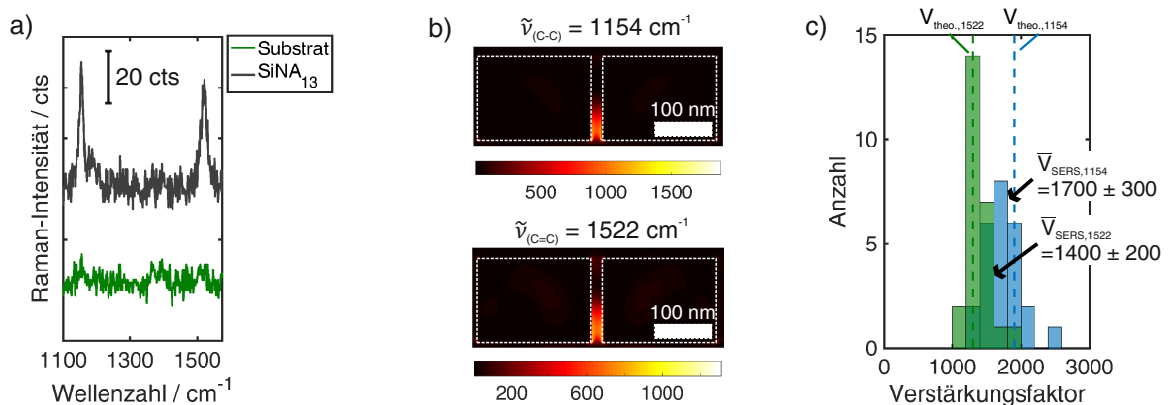 a)
Raman-Intensität / cts
20 cts
Substrat
SiNA₁₃
1100 1300 1500
Wellenzahl / cm⁻¹
b)
ṽ(C-C) = 1154 cm⁻¹
100 nm
500 1000 1500
ṽ(C=C) = 1522 cm⁻¹
100 nm
200 600 1000
c)
V theo.,1522 V theo.,1154
Anzahl
15
10
5
0
V̅ SERS,1154
=1700 ± 300
V̅ SERS,1522
=1400 ± 200
0 1000 2000 3000
Verstärkungsfaktor